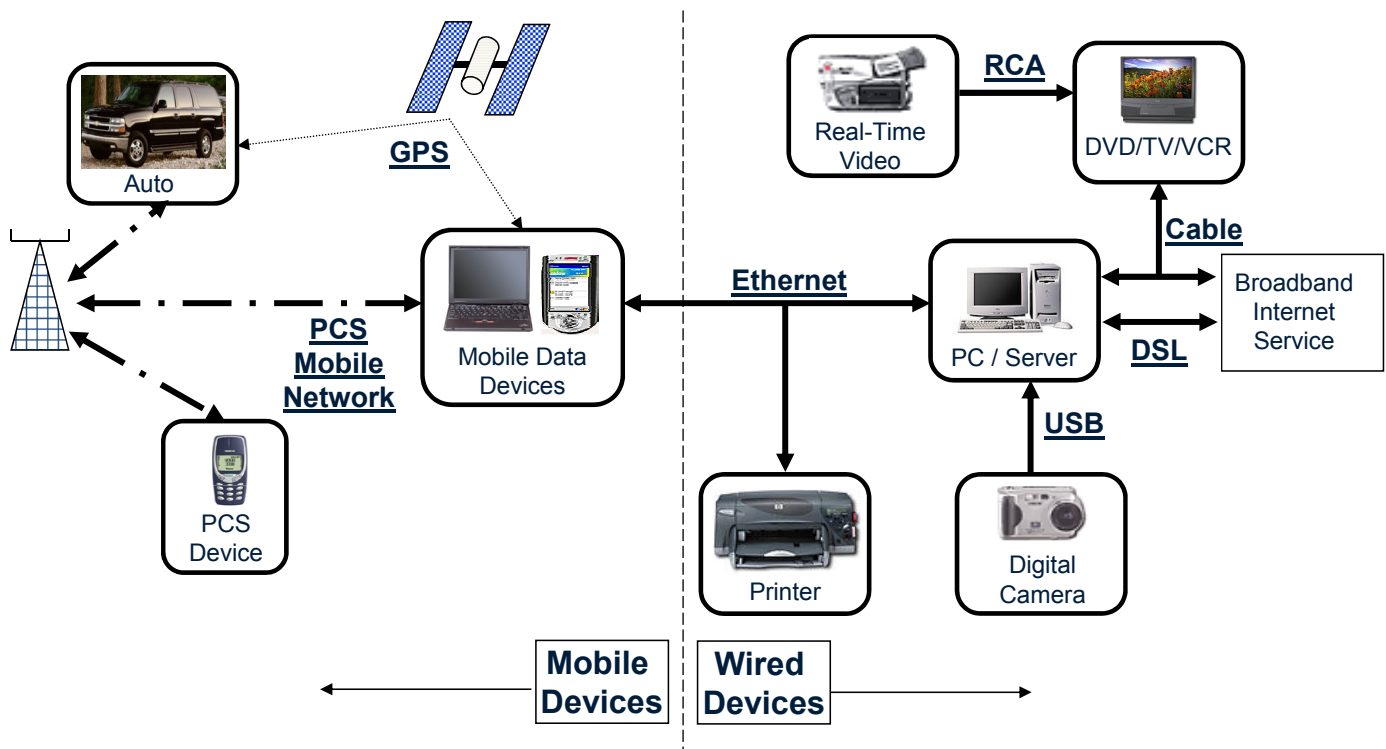 RCA
Real-Time
Video
DVD/TV/VCR
GPS
Auto
Cable
Ethernet
Broadband
Internet
Service
PCS
Mobile
Network
Mobile Data
Devices
PC / Server
DSL
USB
PCS
Device
Printer
Digital
Camera
Mobile
Devices
Wired
Devices